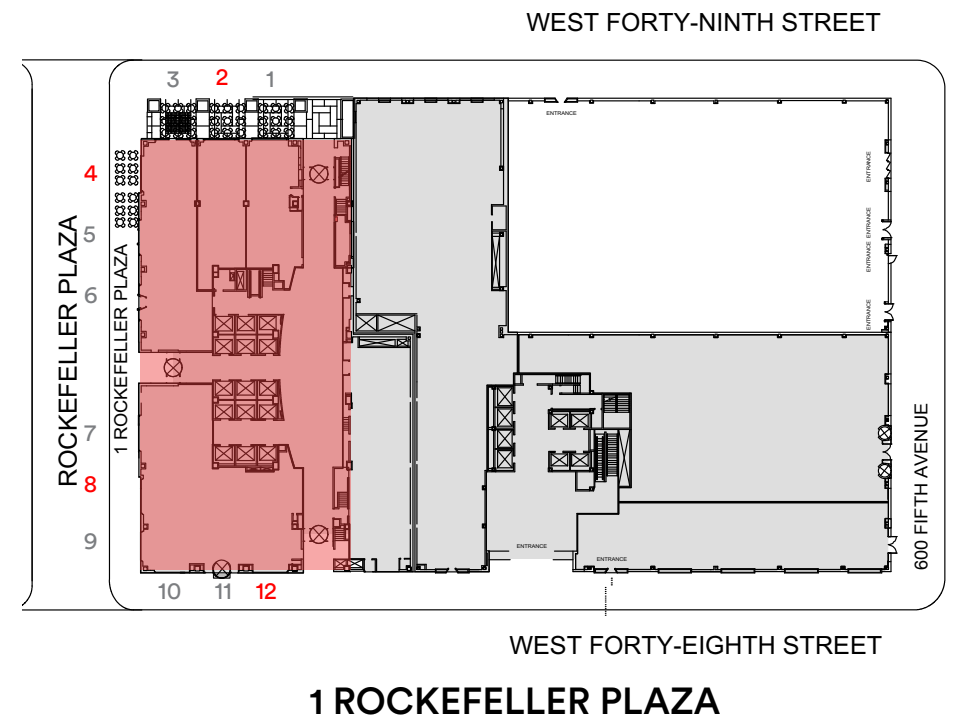 WEST FORTY-NINTH STREET
3 2 1
ENTRANCE
ENTRANCE
ENTRANCE
ENTRANCE
ENTRANCE
4
5
6
7
8
9
ROCKEFELLER PLAZA
1 ROCKEFELLER PLAZA
600 FIFTH AVENUE
ENTRANCE
ENTRANCE
10 11 12
WEST FORTY-EIGHTH STREET
1 ROCKEFELLER PLAZA